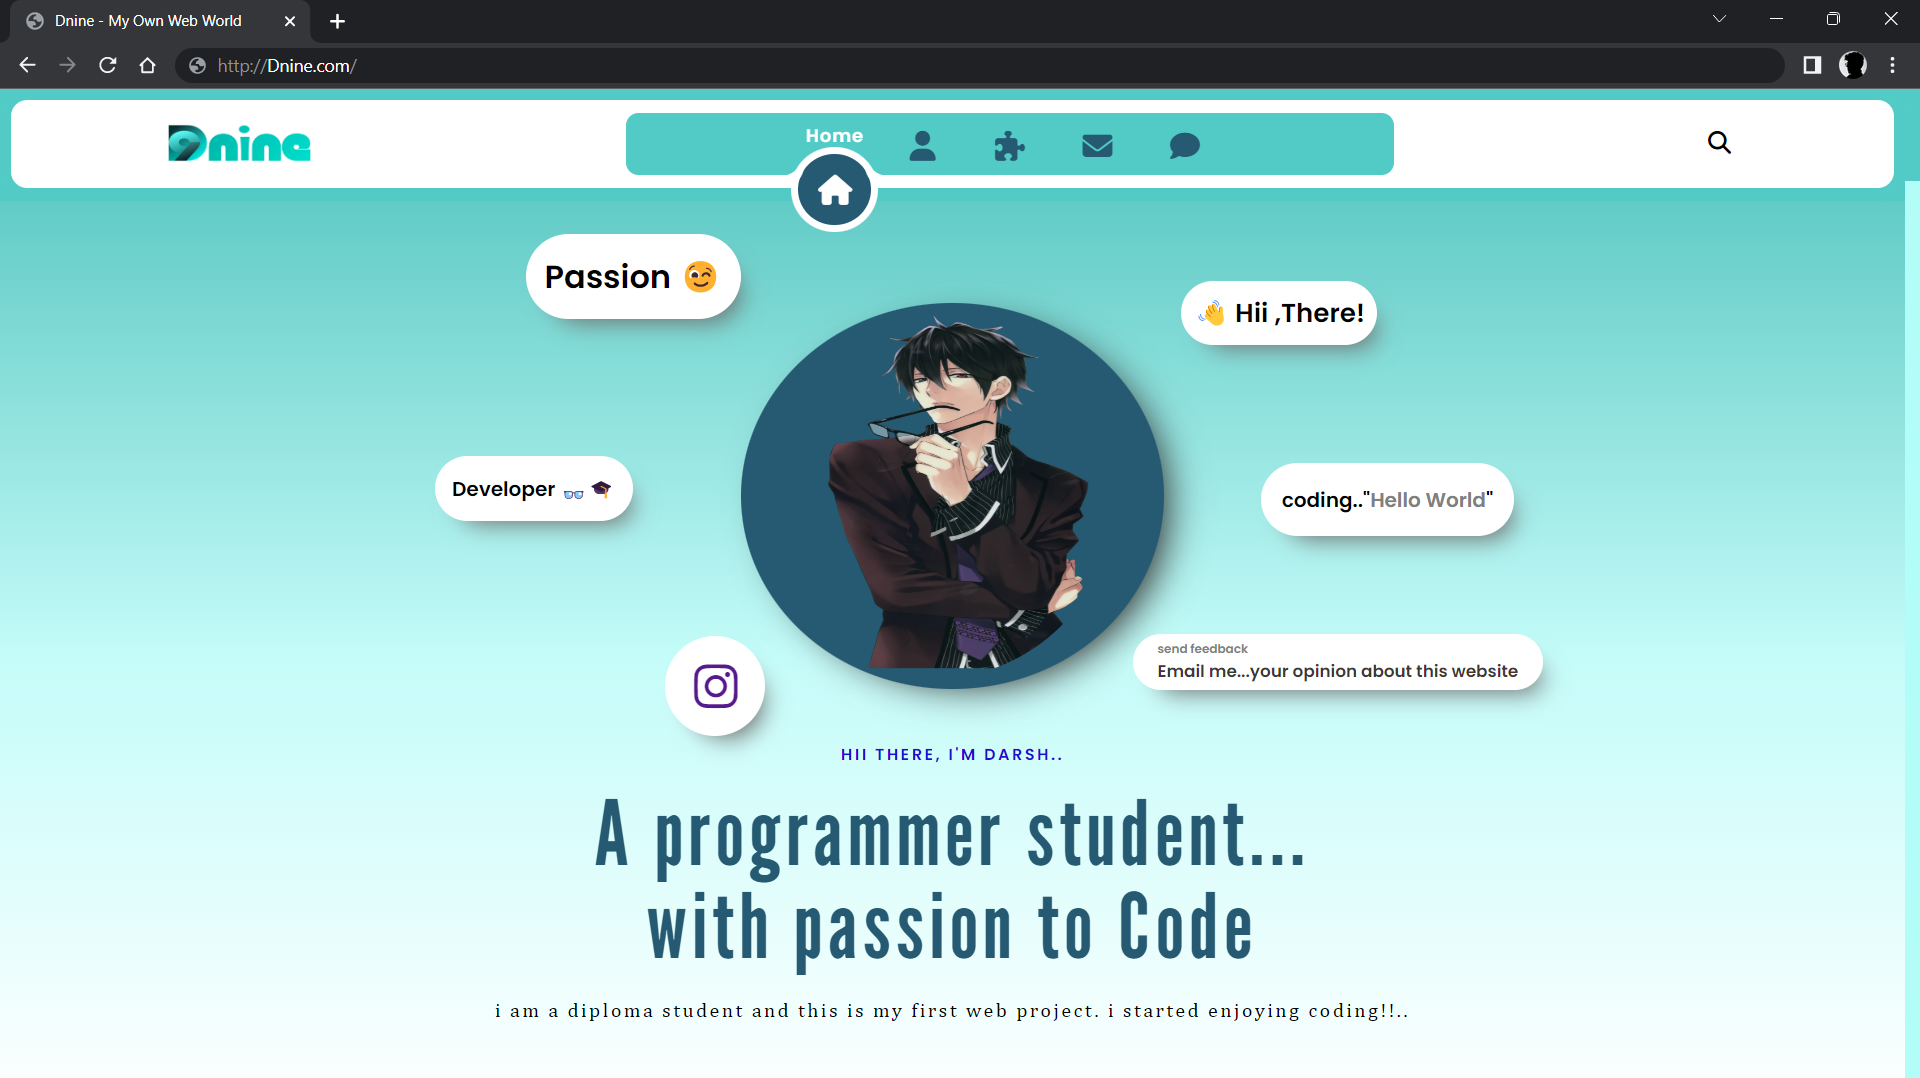 Dnine - My Own Web World
http://Dnine.com/
Dnine
Home
Passion 😉
👋 Hii ,There!
Developer 👓 🎓
coding.."Hello World"
send feedback
Email me...your opinion about this website
HII THERE, I'M DARSH..
A programmer student...
with passion to Code
i am a diploma student and this is my first web project. i started enjoying coding!!..